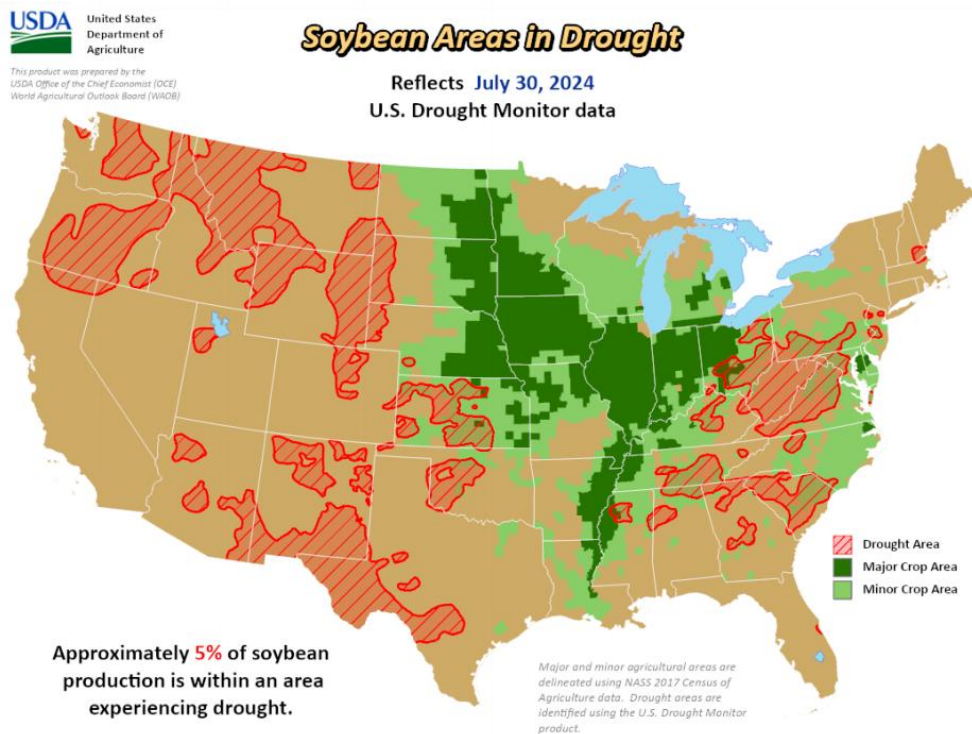 USDA
United States
Department of
Agriculture
This product was prepared by the
USDA Office of the Chief Economist (OCE)
World Agricultural Outlook Board (WAOB)
Soybean Areas in Drought
Reflects July 30, 2024
U.S. Drought Monitor data
Drought Area
Major Crop Area
Minor Crop Area
Approximately 5% of soybean
production is within an area
experiencing drought.
Major and minor agricultural areas are
delineated using NASS 2017 Census of
Agriculture data. Drought areas are
identified using the U.S. Drought Monitor
product.